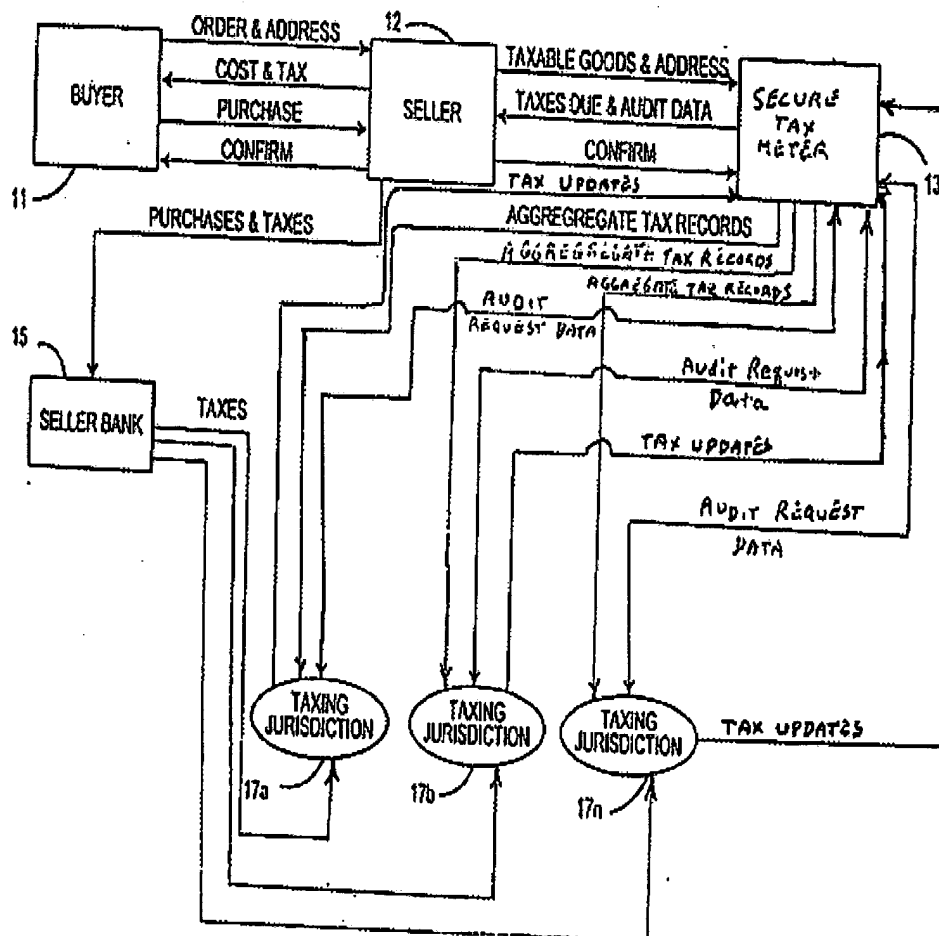 ORDER & ADDRESS
12
COST & TAX
TAXABLE GOODS & ADDRESS
BUYER
SELLER
SECURE
TAX
METER
PURCHASE
TAXES DUE & AUDIT DATA
CONFIRM
CONFIRM
13
11
TAX UPDATES
PURCHASES & TAXES
AGGREGREGATE TAX RECORDS
AGGREGREGATE TAX RECORDS
AGGREGATE TAX RECORDS
AUDIT
REQUEST DATA
15
Audit Request
Data
SELLER BANK
TAXES
TAX UPDATES
AUDIT REQUEST
DATA
TAXING
JURISDICTION
TAXING
JURISDICTION
TAXING
JURISDICTION
TAX UPDATES
17a
17b
17n